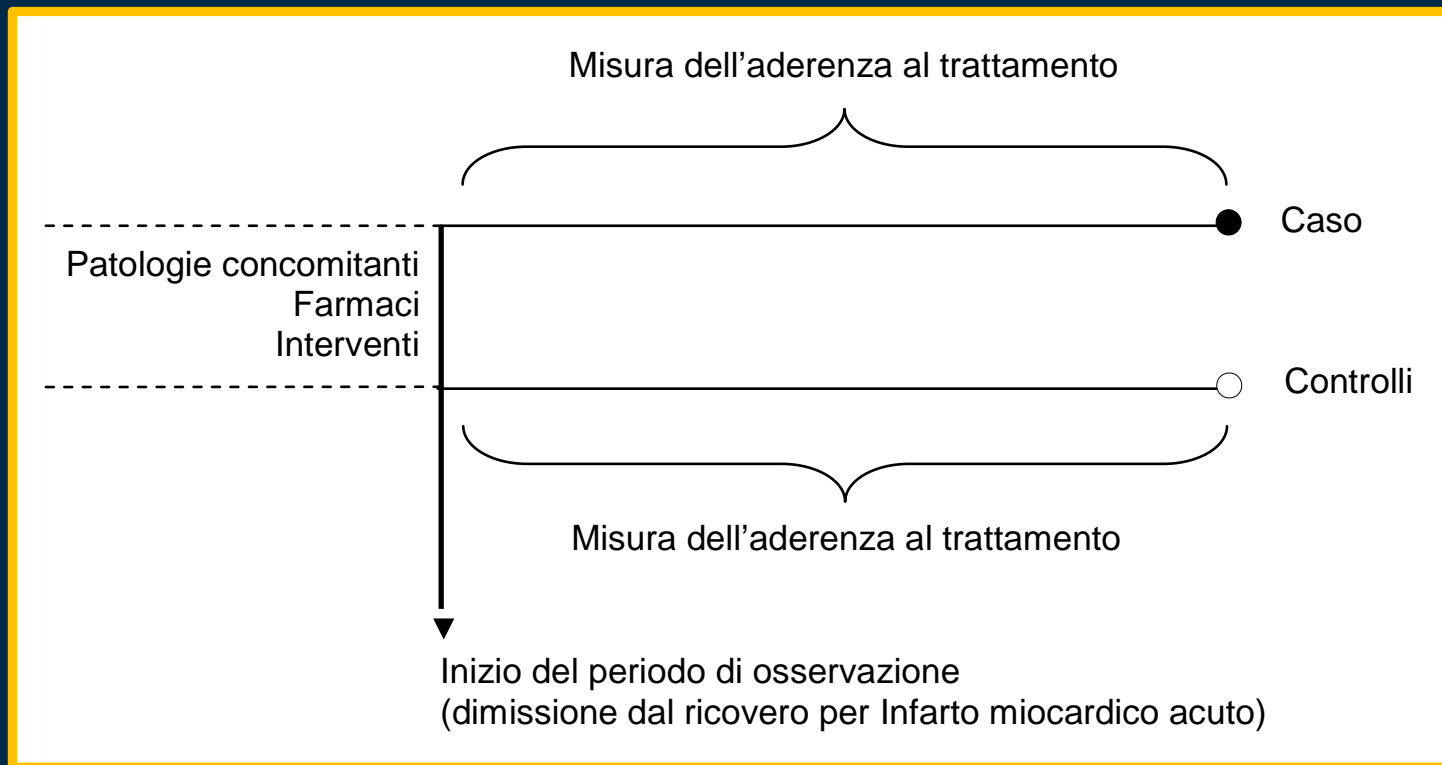 Misura dell’aderenza al trattamento
Caso
Patologie concomitanti
Farmaci
Interventi
Controlli
Misura dell’aderenza al trattamento
Inizio del periodo di osservazione
(dimissione dal ricovero per Infarto miocardico acuto)